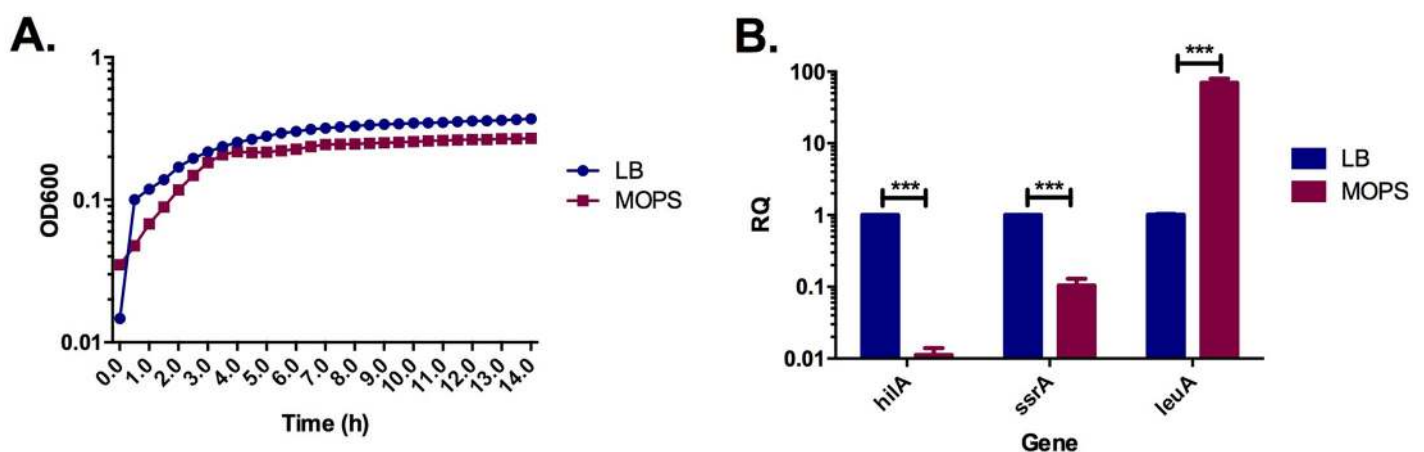 A.
1
0.1
0.01
OD600
0.0
1.0
2.0
3.0
4.0
5.0
6.0
7.0
8.0
9.0
10.0
11.0
12.0
13.0
14.0
Time (h)
LB
MOPS
B.
100
10
1
0.1
0.01
RQ
***
***
***
hilA
ssrA
leuA
Gene
LB
MOPS